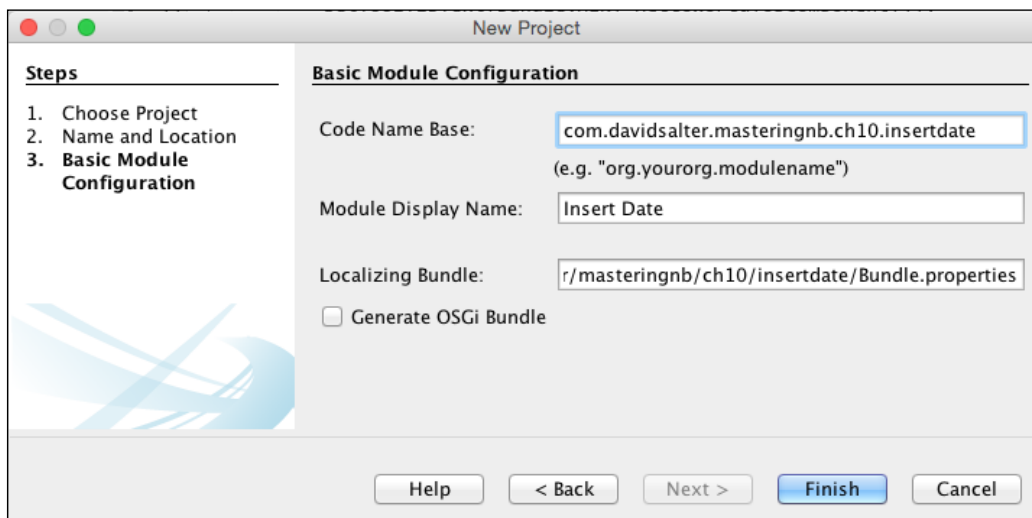 New Project
Steps
1. Choose Project
2. Name and Location
3. Basic Module
Configuration
Basic Module Configuration
Code Name Base: com.davidsalter.masteringnb.ch10.insertdate
(e.g. "org.yourorg.modulename")
Module Display Name: Insert Date
Localizing Bundle: r/masteringnb/ch10/insertdate/Bundle.properties
Generate OSGi Bundle
Help < Back Next > Finish Cancel